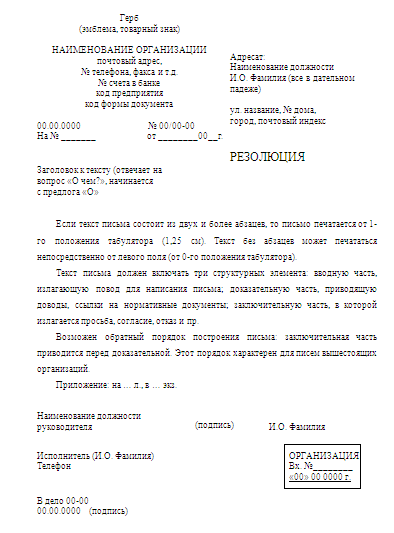 Герб
(эмблема, товарный знак)
НАИМЕНОВАНИЕ ОРГАНИЗАЦИИ
почтовый адрес,
№ телефона, факса и т.д.
№ счета в банке
код предприятия
код формы документа
Адресат:
Наименование должности
И.О. Фамилия (все в дательном
падеже)
ул. название, № дома,
город, почтовый индекс
00.00.0000 № 00/00-00
На № _______ от ________00__г.
РЕЗОЛЮЦИЯ
Заголовок к тексту (отвечает на
вопрос «О чем?», начинается
с предлога «О»
Если текст письма состоит из двух и более абзацев, то письмо печатается от 1-
го положения табулятора (1,25 см). Текст без абзацев может печататься
непосредственно от левого поля (от 0-го положения табулятора).
Текст письма должен включать три структурных элемента: вводную часть,
излагающую повод для написания письма; доказательную часть, приводящую
доводы, ссылки на нормативные документы; заключительную часть, в которой
излагается просьба, согласие, отказ и пр.
Возможен обратный порядок построения письма: заключительная часть
приводится перед доказательной. Этот порядок характерен для писем вышестоящих
организаций.
Приложение: на ... л., в ... экз.
Наименование должности
руководителя (подпись) И.О. Фамилия
Исполнитель (И.О. Фамилия)
Телефон
ОРГАНИЗАЦИЯ
Вх. №________
«00» 00 0000 г.
В дело 00-00
00.00.0000 (подпись)